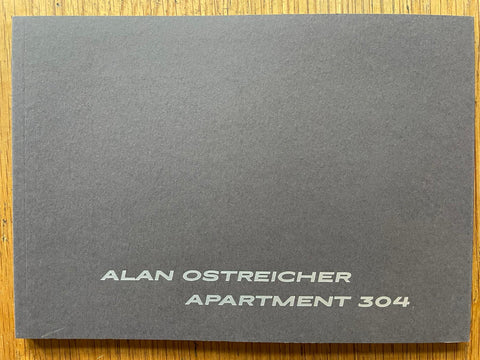 ALAN OSTREICHER
APARTMENT 304